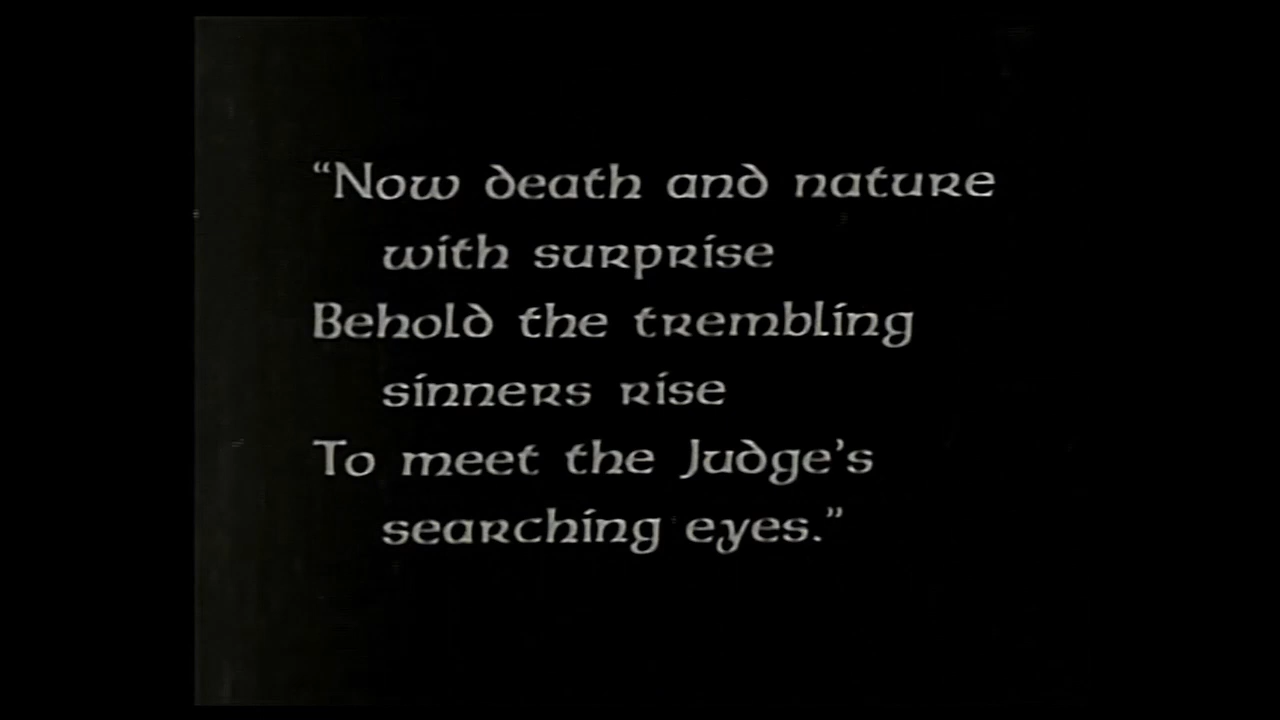 “Now death and nature
with surprise
Behold the trembling
sinners rise
To meet the Judge’s
searching eyes.”